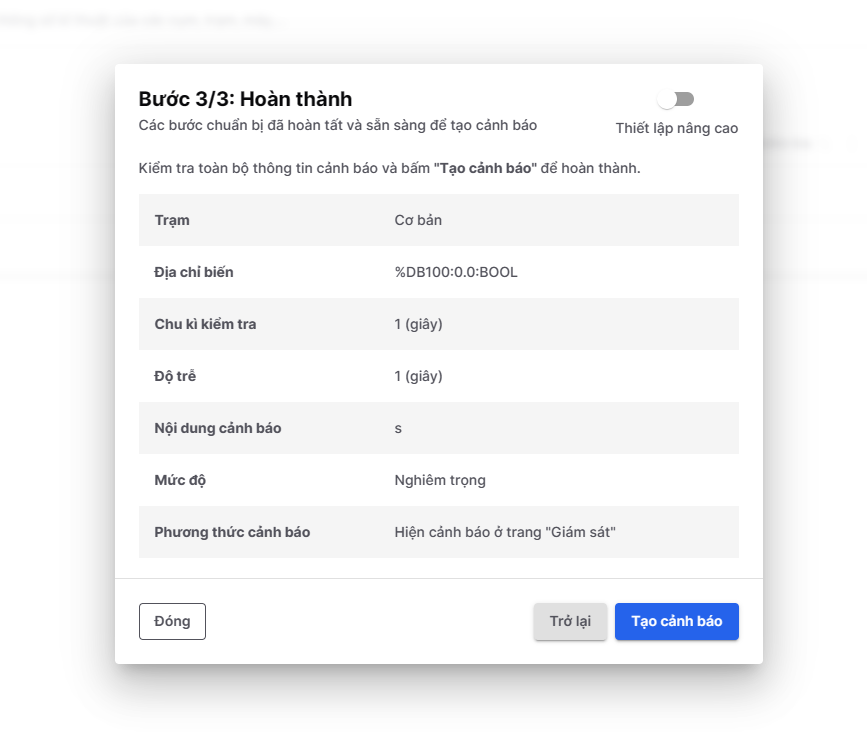 Bước 3/3: Hoàn thành
Các bước chuẩn bị đã hoàn tất và sẵn sàng để tạo cảnh báo
Thiết lập nâng cao
Kiểm tra toàn bộ thông tin cảnh báo và bấm "Tạo cảnh báo" để hoàn thành.
Trạm Cơ bản
Địa chỉ biến %DB100:0.0:BOOL
Chu kì kiểm tra 1 (giây)
Độ trễ 1 (giây)
Nội dung cảnh báo s
Mức độ Nghiêm trọng
Phương thức cảnh báo Hiện cảnh báo ở trang "Giám sát"
Đóng Trở lại Tạo cảnh báo